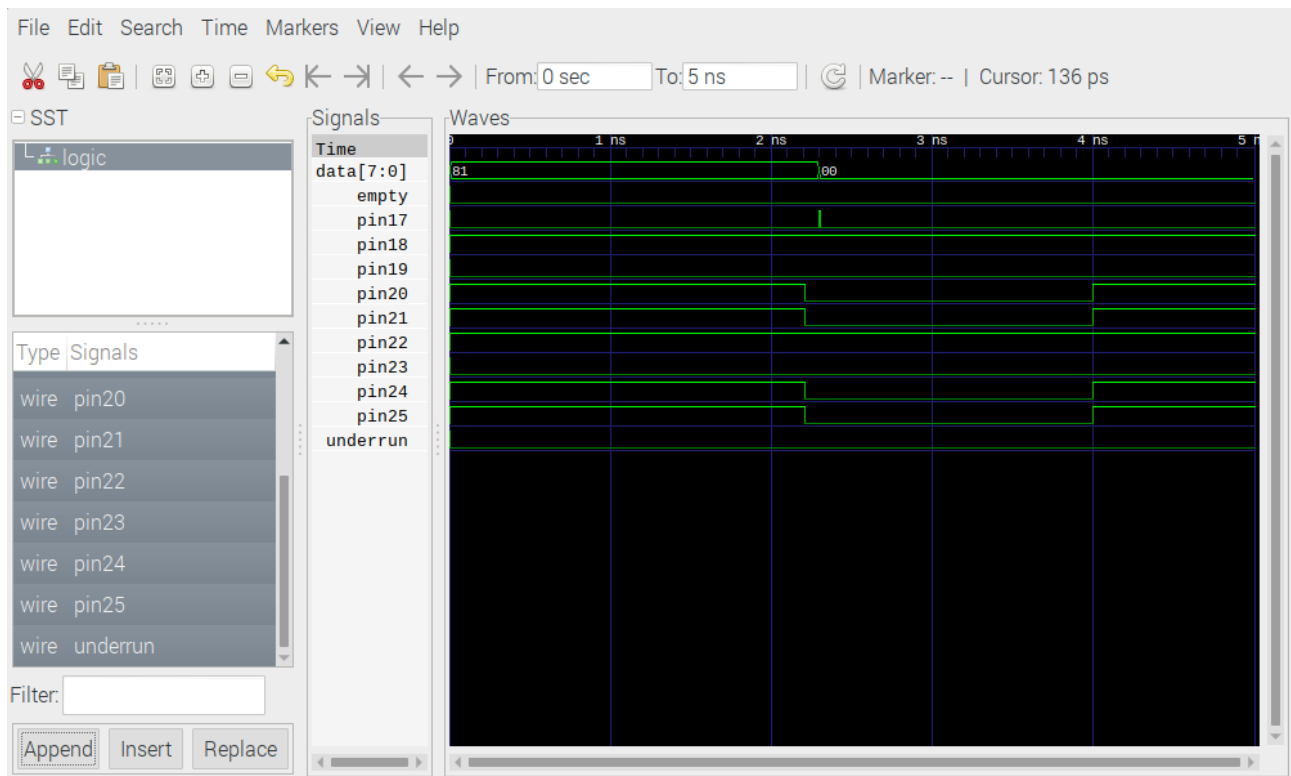 File Edit Search Time Markers View Help
From: 0 sec To: 5 ns Marker: -- | Cursor: 136 ps
SST
logic
Type Signals
wire pin20
wire pin21
wire pin22
wire pin23
wire pin24
wire pin25
wire underrun
Filter:
Append Insert Replace
Signals
Time
data[7:0]
empty
pin17
pin18
pin19
pin20
pin21
pin22
pin23
pin24
pin25
underrun
Waves
0 1 ns 2 ns 3 ns 4 ns 5 n
81 00